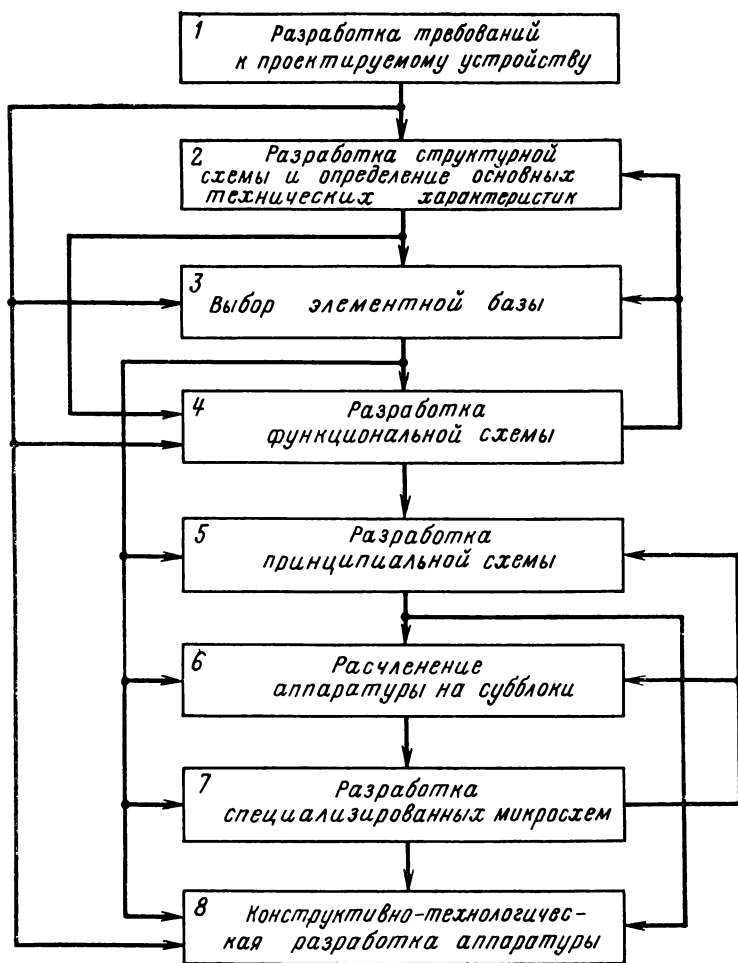 1 Разработка требований
к проектируемому устройству
2 Разработка структурной
схемы и определение основных
технических характеристик
3
Выбор элементной базы
4 Разработка
функциональной схемы
5 Разработка
принципиальной схемы
6 Расчленение
аппаратуры на субблоки
7 Разработка
специализированных микросхем
8 Конструктивно-технологичес-
кая разработка аппаратуры